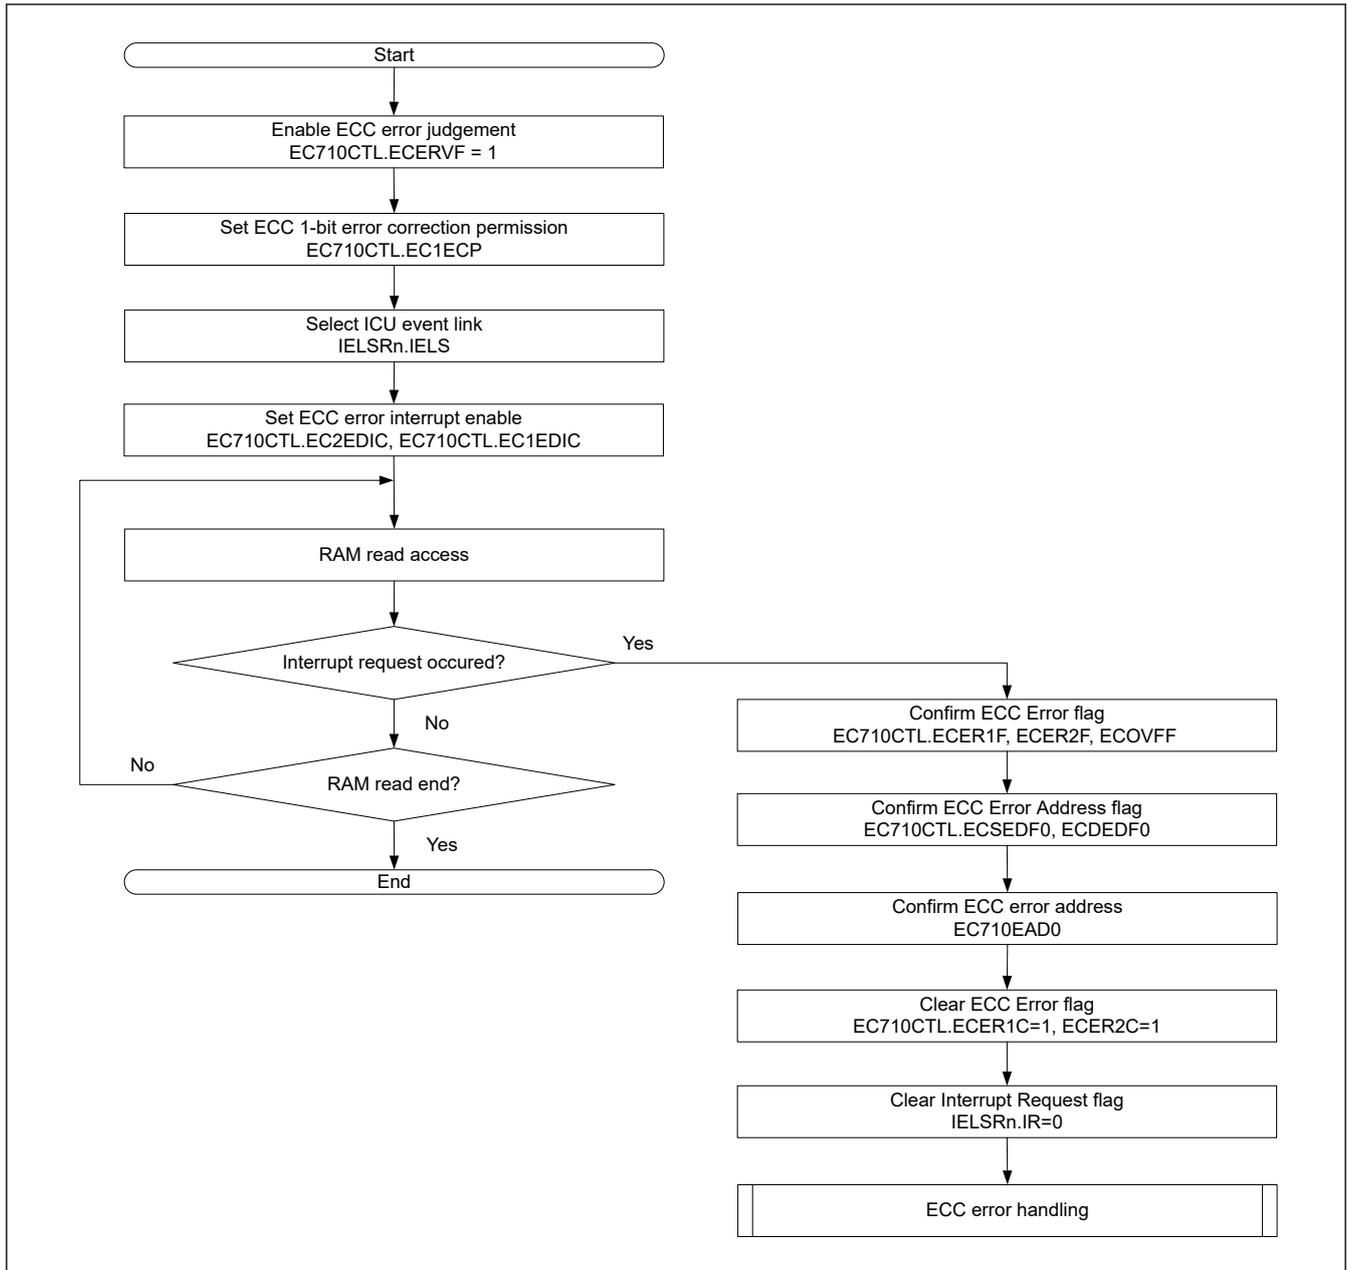 Start
Enable ECC error judgement
EC710CTL.ECERVF = 1
Set ECC 1-bit error correction permission
EC710CTL.EC1ECP
Select ICU event link
IELSRn.IELS
Set ECC error interrupt enable
EC710CTL.EC2EDIC, EC710CTL.EC1EDIC
RAM read access
Interrupt request occured?
Yes
No
RAM read end?
No
Yes
End
Confirm ECC Error flag
EC710CTL.ECER1F, ECER2F, ECOVFF
Confirm ECC Error Address flag
EC710CTL.ECSEDF0, ECDEDF0
Confirm ECC error address
EC710EAD0
Clear ECC Error flag
EC710CTL.ECER1C=1, ECER2C=1
Clear Interrupt Request flag
IELSRn.IR=0
ECC error handling